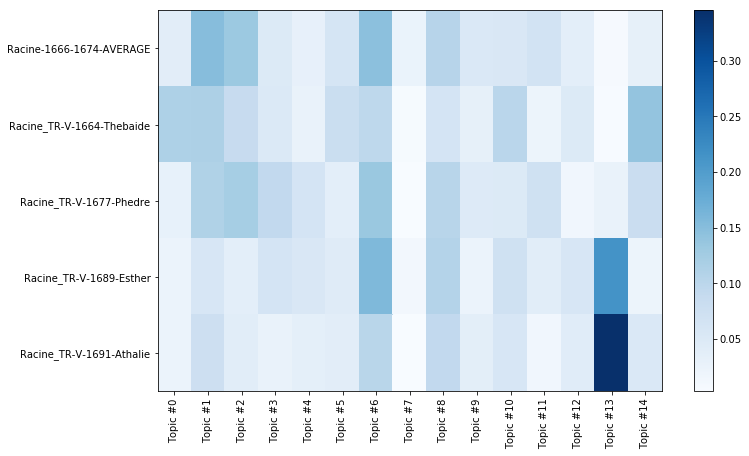 Racine-1666-1674-AVERAGE
Racine_TR-V-1664-Thebaide
Racine_TR-V-1677-Phedre
Racine_TR-V-1689-Esther
Racine_TR-V-1691-Athalie
Topic #0
Topic #1
Topic #2
Topic #3
Topic #4
Topic #5
Topic #6
Topic #7
Topic #8
Topic #9
Topic #10
Topic #11
Topic #12
Topic #13
Topic #14
0.30
0.25
0.20
0.15
0.10
0.05